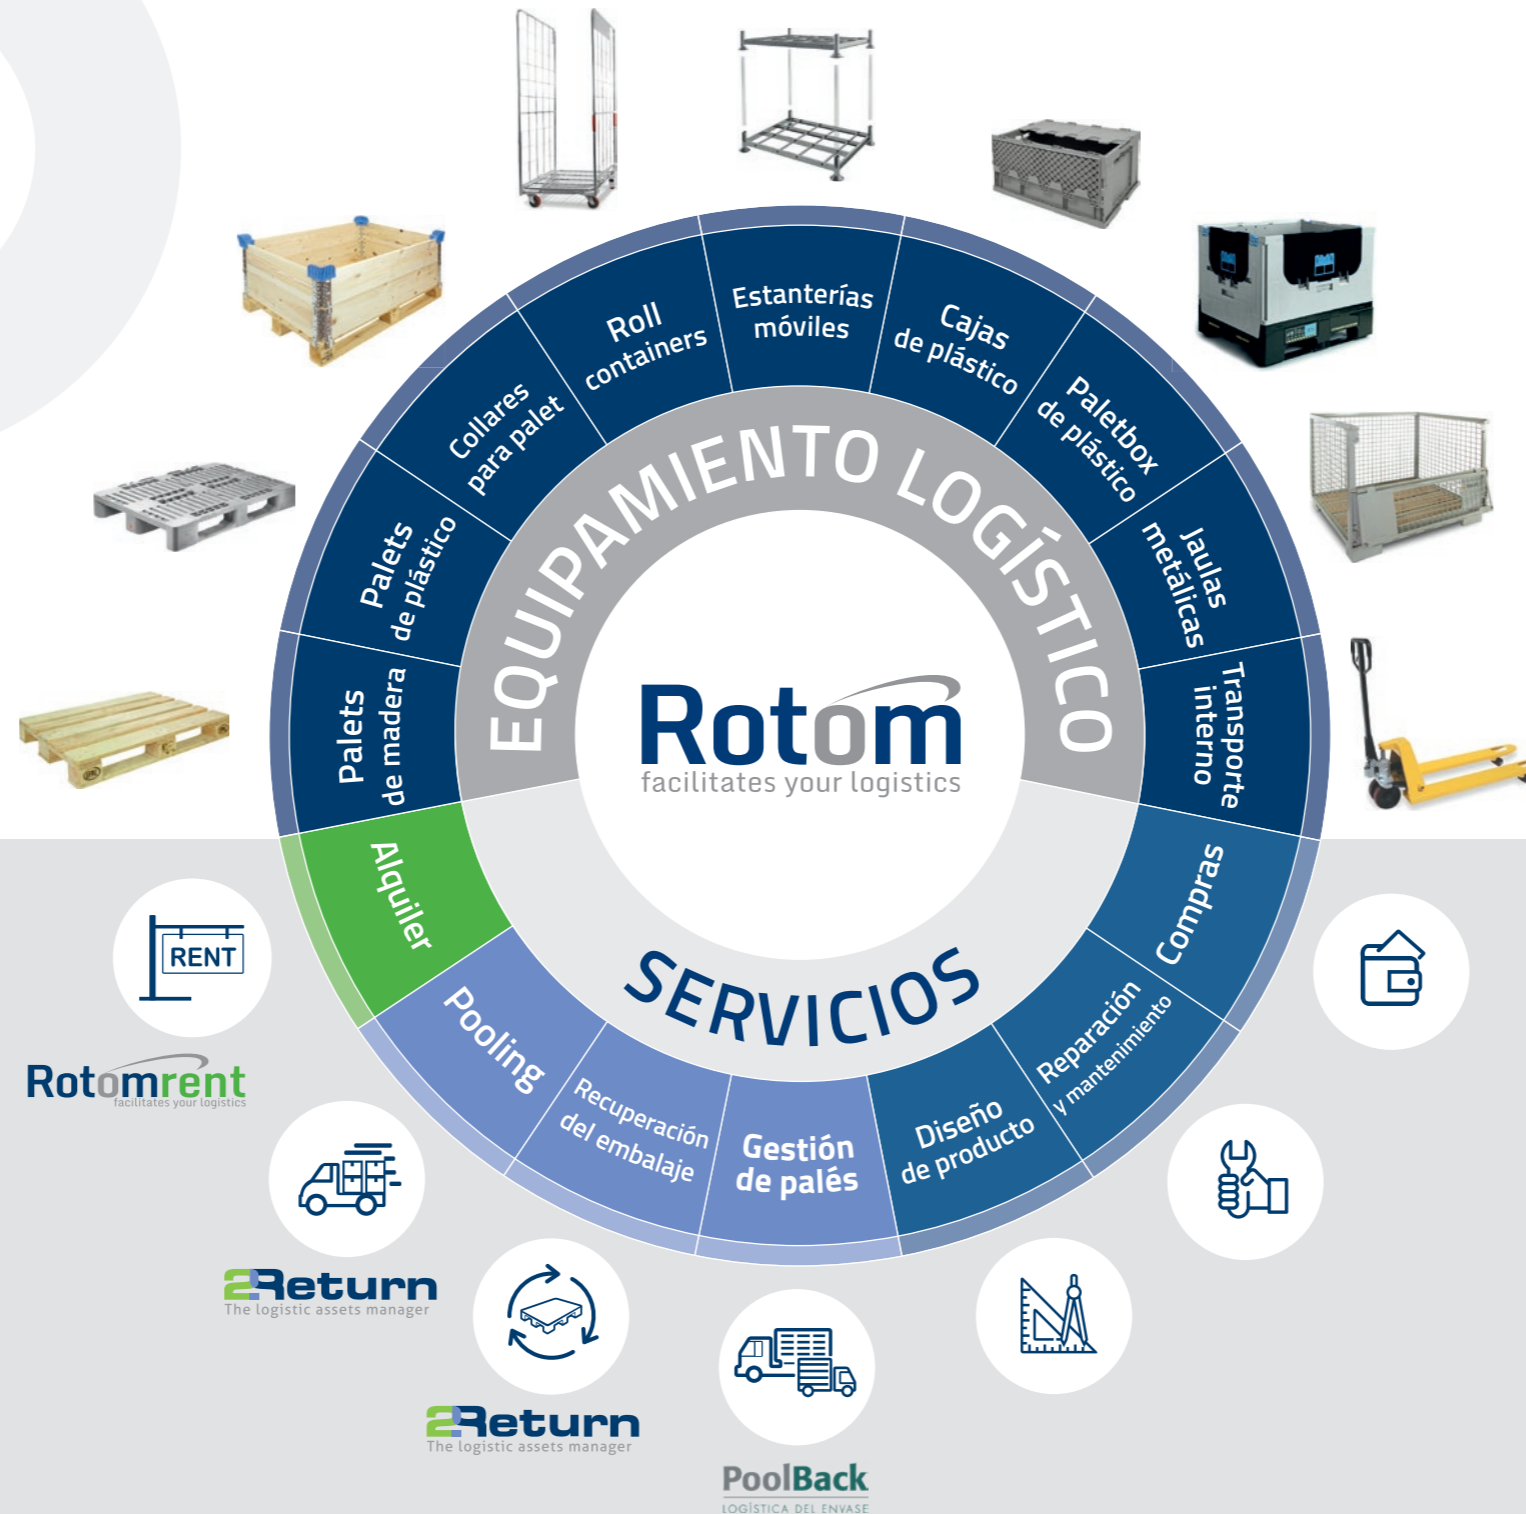 Estanterías
móviles
Roll
containers
Cajas
de plástico
Collares
para palet
Paletbox
de plástico
Palets
de plástico
Jaulas
metálicas
Palets
de madera
Transporte
interno
EQUIPAMIENTO LOGÍSTICO
Rotom
facilitates your logistics
Alquiler
Compras
SERVICIOS
Pooling
Reparación
y mantenimiento
Recuperación
del embalaje
Gestión
de palés
Diseño
de producto
RENT
Rotomrent
facilitates your logistics
2Return
The logistic assets manager
2Return
The logistic assets manager
PoolBack
LOGÍSTICA DEL ENVASE